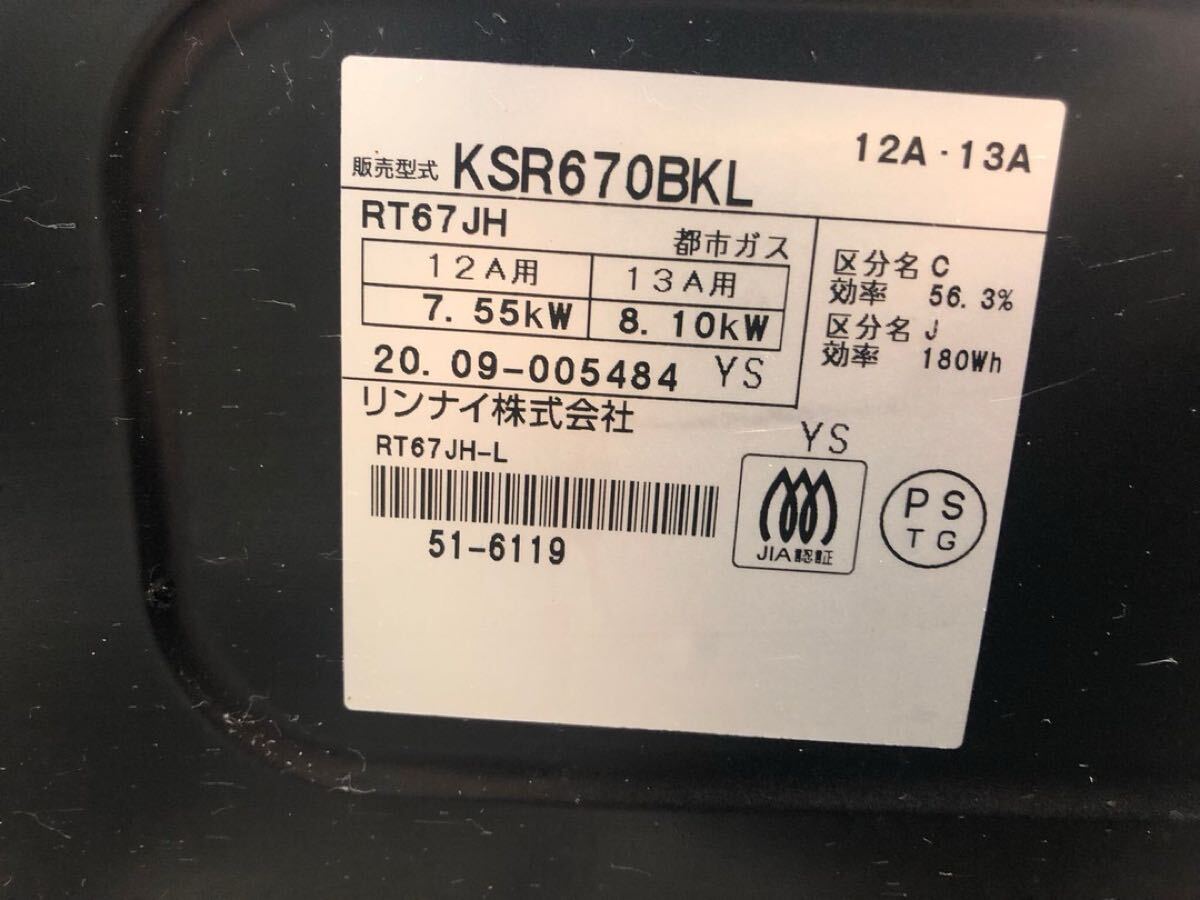 12A・13A
販売型式 KSR670BKL
RT67JH
都市ガス
12A用 13A用
7.55kW 8.10kW
20.09-005484 YS
区分名 C
効率 56.3%
区分名 J
効率 180Wh
リンナイ株式会社
RT67JH-L
51-6119
YS
JIA認証
PS
TG